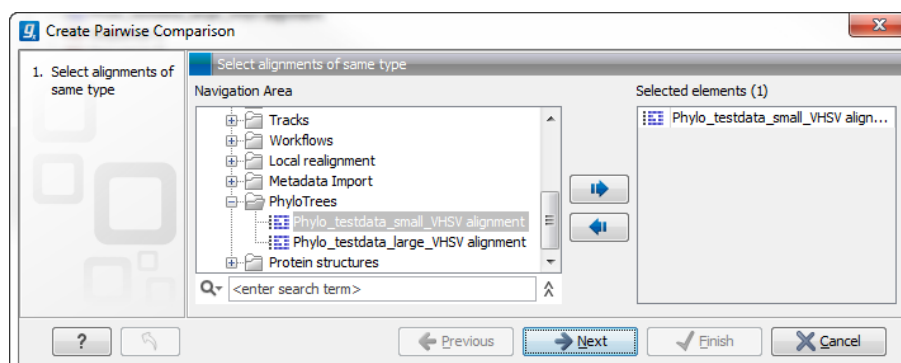 Create Pairwise Comparison
1. Select alignments of
same type
Select alignments of same type
Navigation Area
Tracks
Workflows
Local realignment
Metadata Import
PhyloTrees
Phylo_testdata_small_VHSV alignment
Phylo_testdata_large_VHSV alignment
Protein structures
<enter search term>
Selected elements (1)
Phylo_testdata_small_VHSV align...
?
Previous
Next
Finish
Cancel